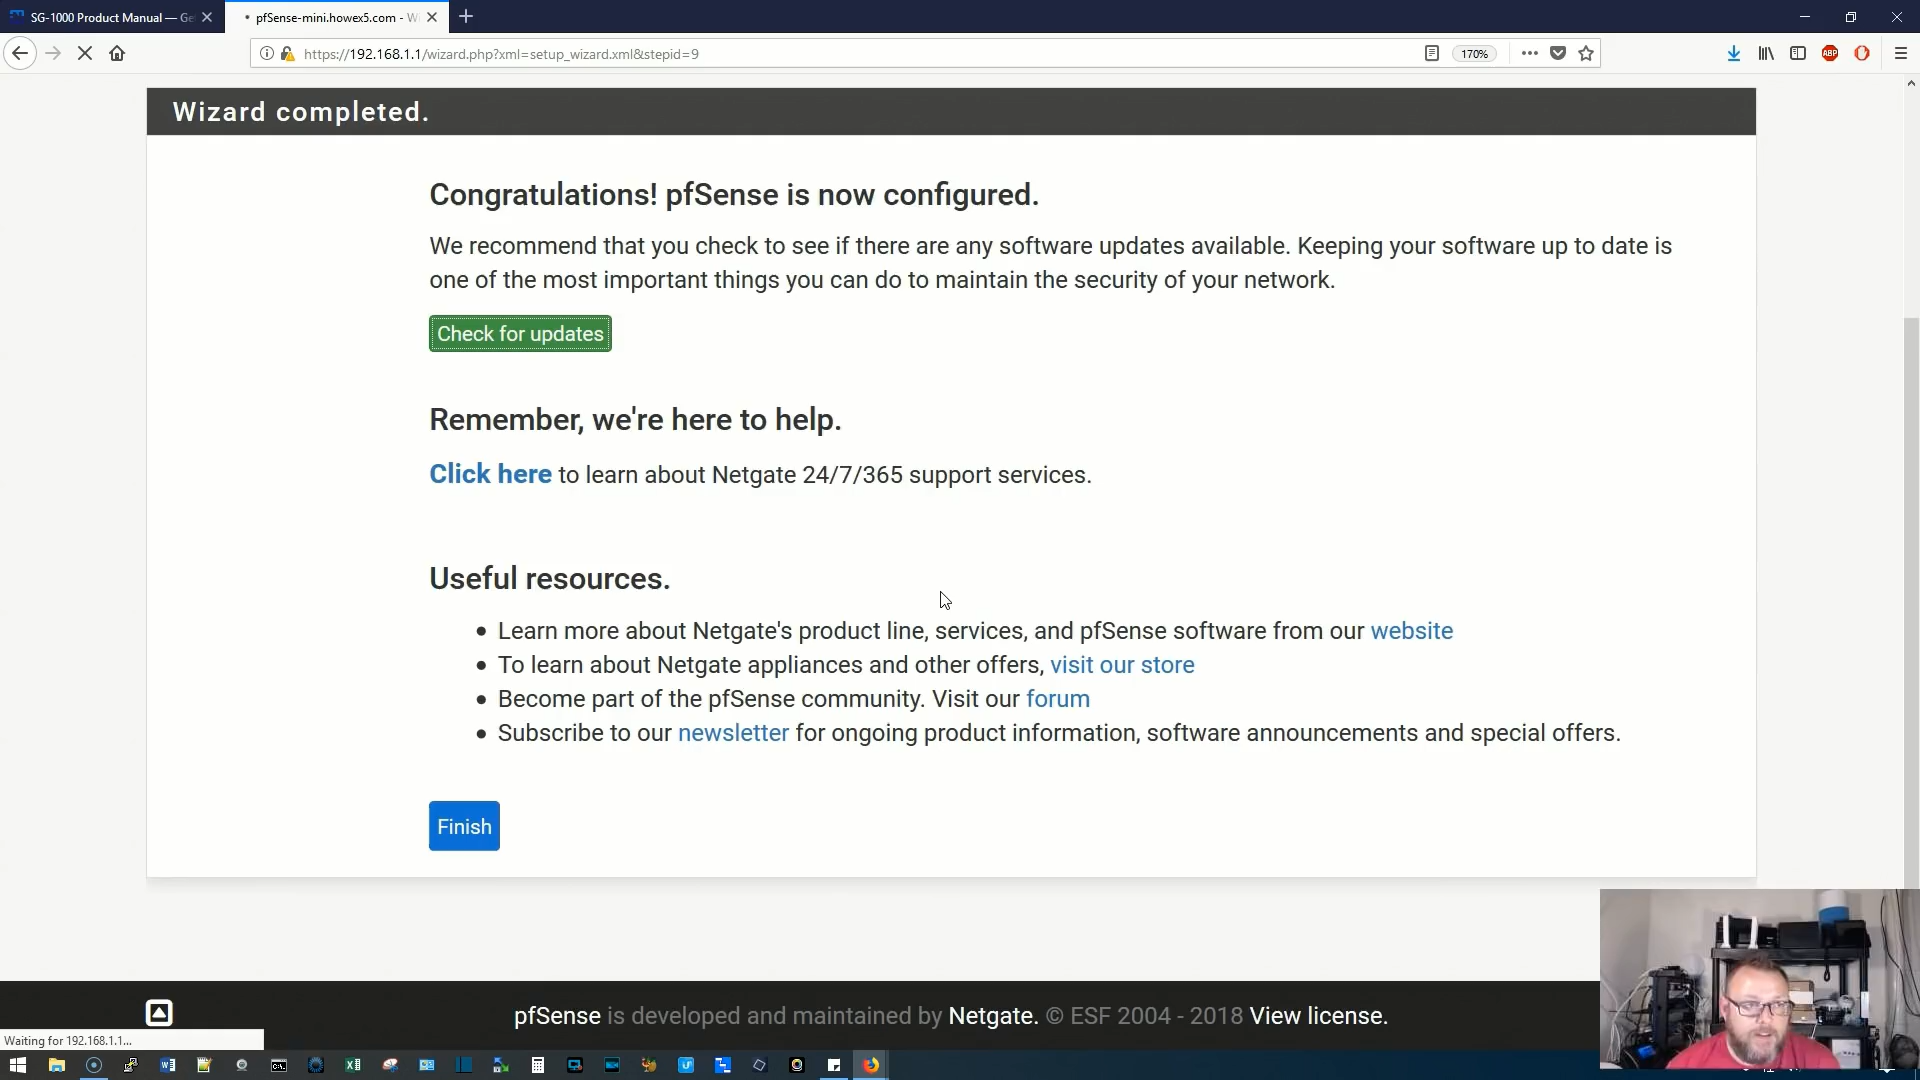 SG-1000 Product Manual — Ge
pfSense-mini.howex5.com - Wi
https://192.168.1.1/wizard.php?xml=setup_wizard.xml&stepid=9
170%
ABP
Wizard completed.
Congratulations! pfSense is now configured.
We recommend that you check to see if there are any software updates available. Keeping your software up to date is
one of the most important things you can do to maintain the security of your network.
Check for updates
Remember, we're here to help.
Click here to learn about Netgate 24/7/365 support services.
Useful resources.
• Learn more about Netgate's product line, services, and pfSense software from our website
• To learn about Netgate appliances and other offers, visit our store
• Become part of the pfSense community. Visit our forum
• Subscribe to our newsletter for ongoing product information, software announcements and special offers.
Finish
pfSense is developed and maintained by Netgate. © ESF 2004 - 2018 View license.
Waiting for 192.168.1.1...